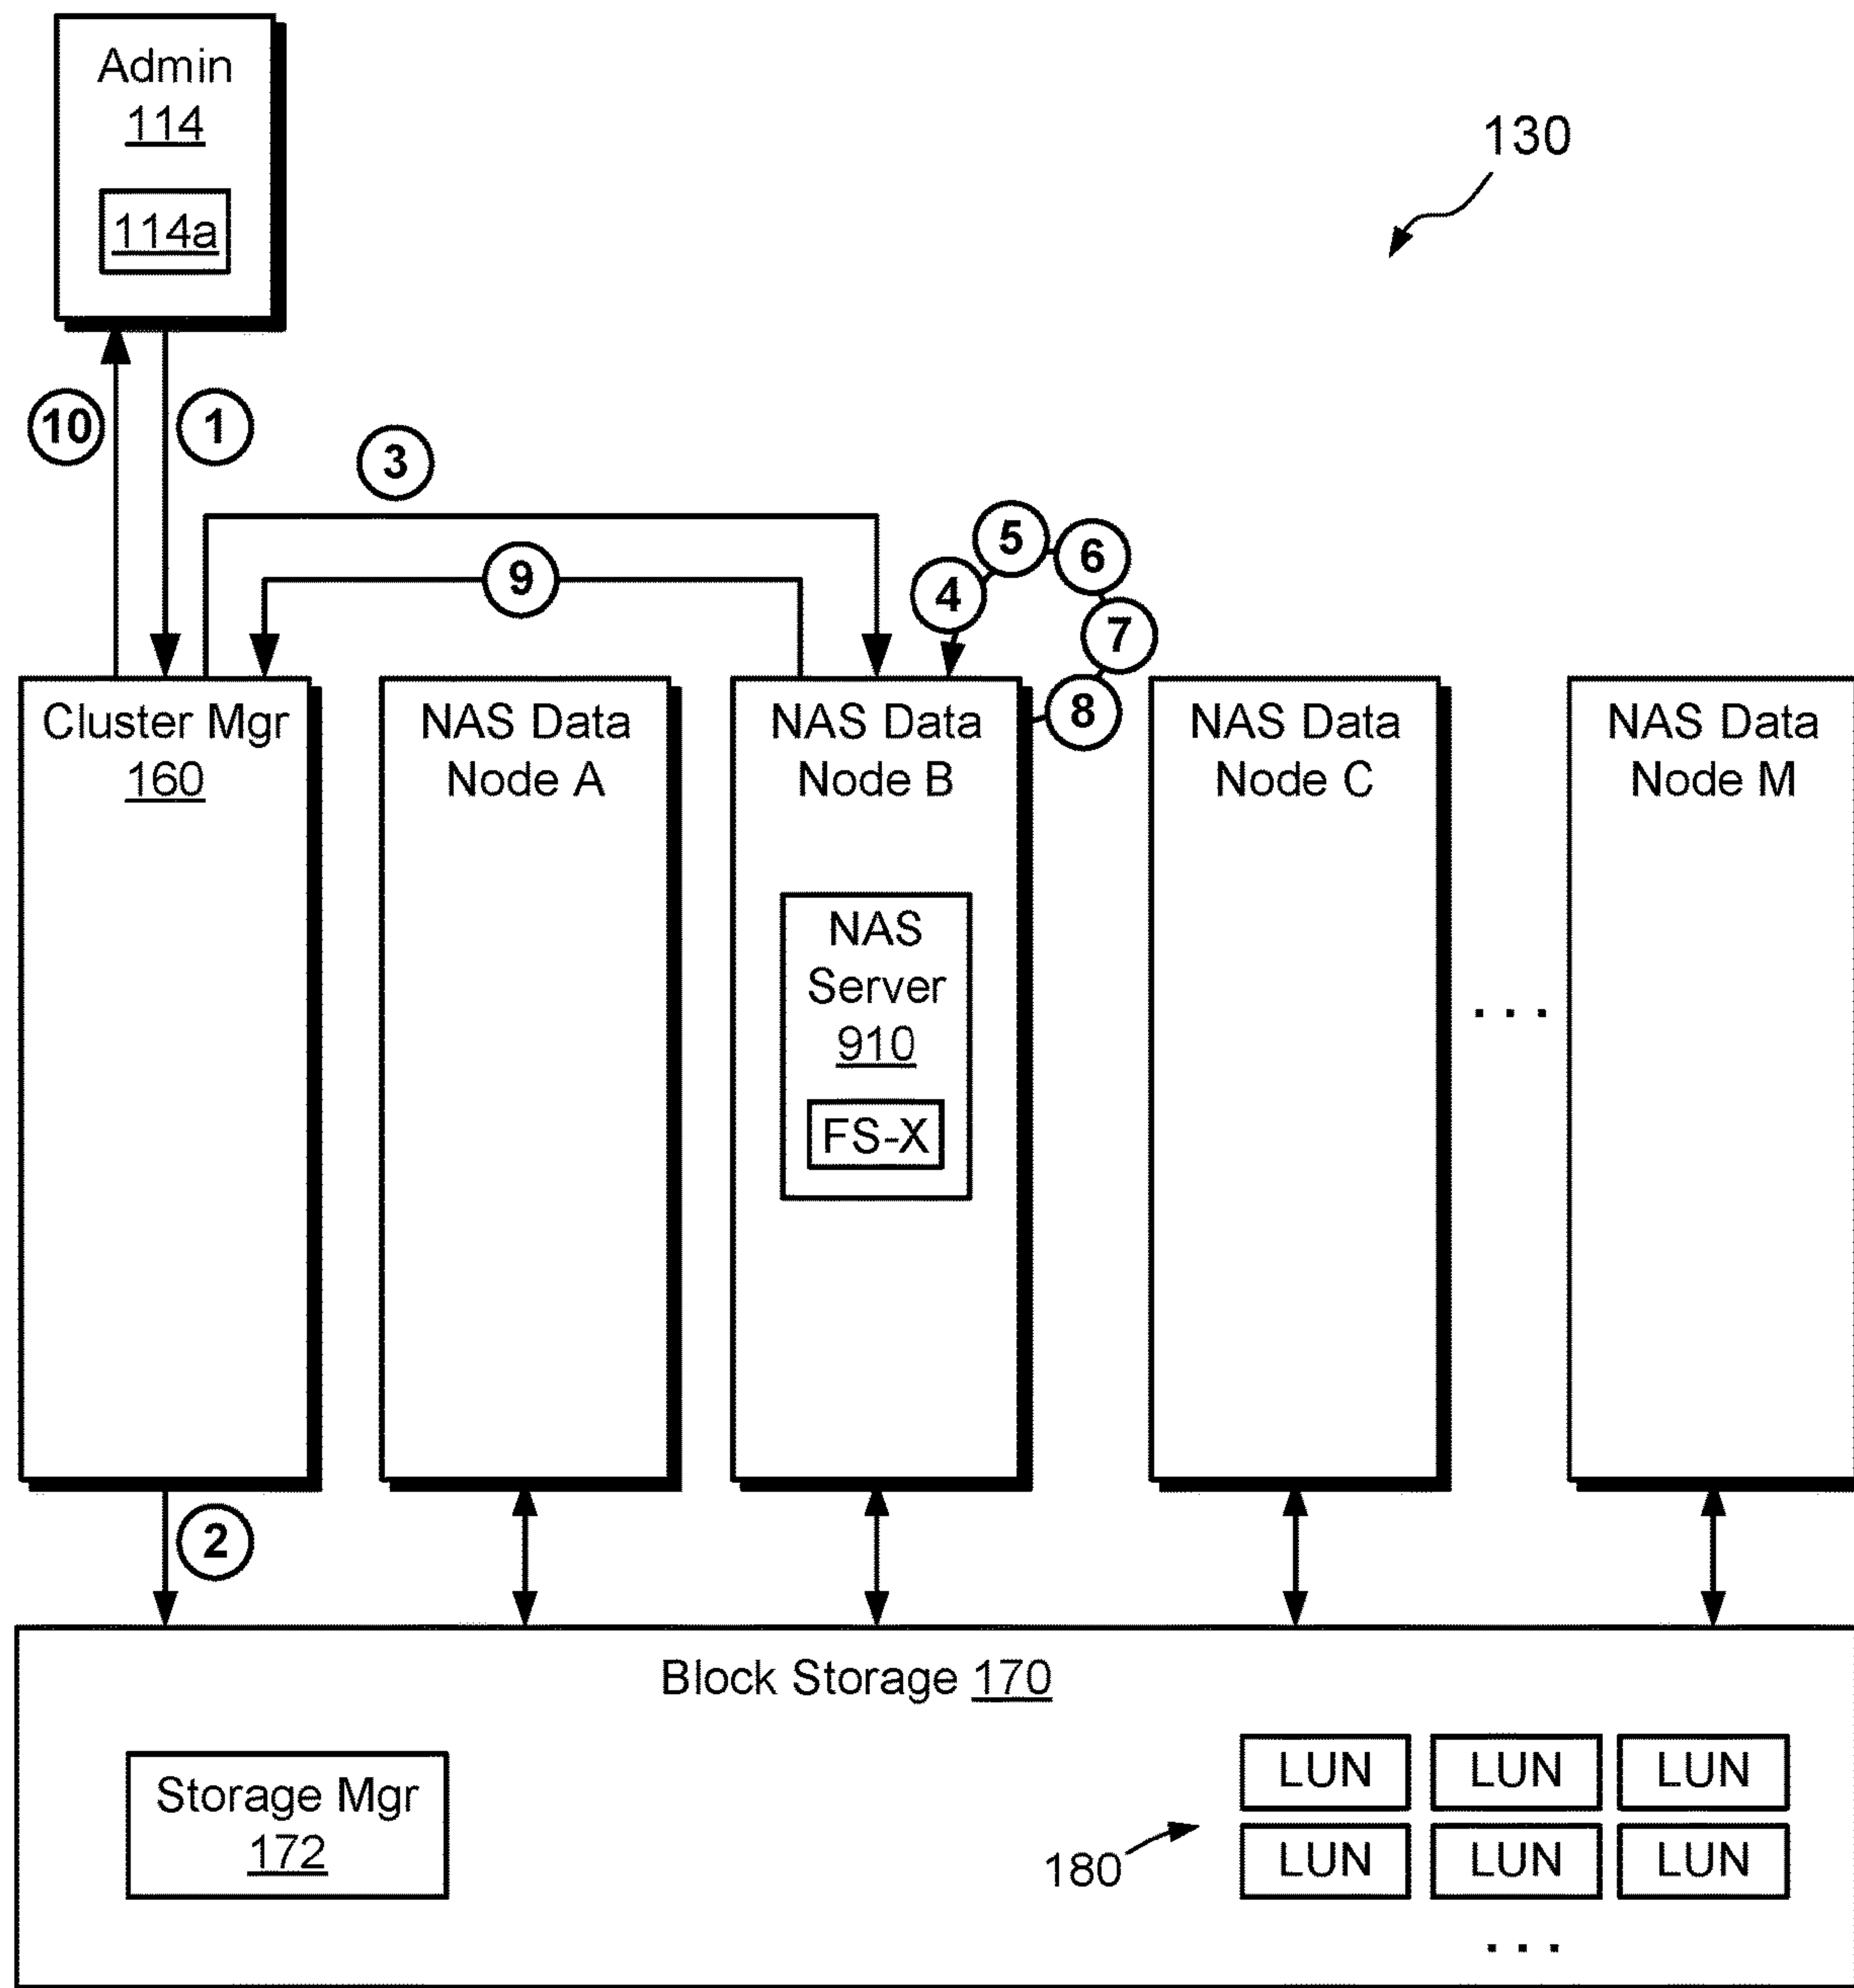 Admin
114
114a
130
10
1
3
5
6
9
4
7
8
Cluster Mgr
160
NAS Data
Node A
NAS Data
Node B
NAS
Server
910
FS-X
NAS Data
Node C
. . .
NAS Data
Node M
2
Block Storage 170
Storage Mgr
172
180
LUN LUN LUN
LUN LUN LUN
. . .